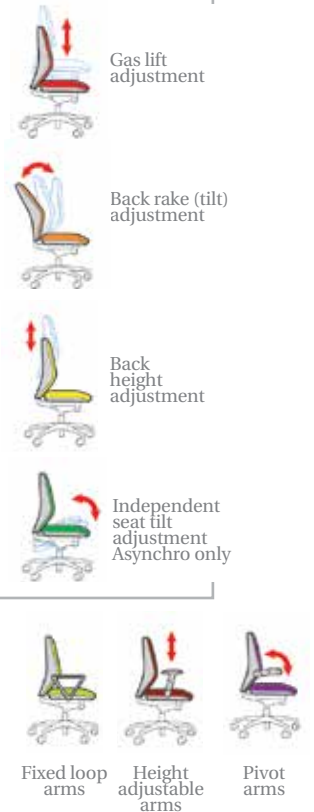 Gas lift
adjustment
Back rake (tilt)
adjustment
Back
height
adjustment
Independent
seat tilt
adjustment
Asynchro only
Fixed loop
arms
Height
adjustable
arms
Pivot
arms